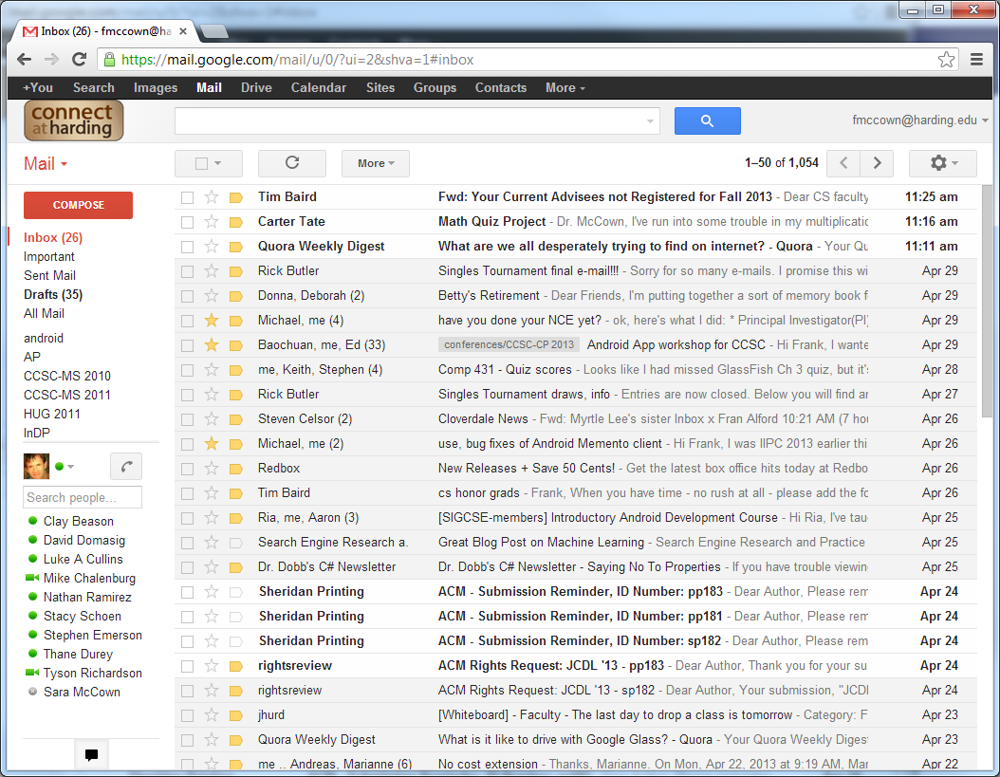 Inbox (26) - fmccown@ha
https://mail.google.com/mail/u/0/?ui=2&shva=1#inbox
+You Search Images Mail Drive Calendar Sites Groups Contacts More
connect
at harding
fmccown@harding.edu
Mail
More
1–50 of 1,054
COMPOSE
Inbox (26)
Important
Sent Mail
Drafts (35)
All Mail
android
AP
CCSC-MS 2010
CCSC-MS 2011
HUG 2011
InDP
Search people...
Clay Beason
David Domasig
Luke A Cullins
Mike Chalenburg
Nathan Ramirez
Stacy Schoen
Stephen Emerson
Thane Durey
Tyson Richardson
Sara McCown
Tim Baird Fwd: Your Current Advisees not Registered for Fall 2013 - Dear CS faculty 11:25 am
Carter Tate Math Quiz Project - Dr. McCown, I've run into some trouble in my multiplicatio 11:16 am
Quora Weekly Digest What are we all desperately trying to find on internet? - Quora - Your Qu 11:11 am
Rick Butler Singles Tournament final e-mail!!! - Sorry for so many e-mails. I promise this wi Apr 29
Donna, Deborah (2) Betty's Retirement - Dear Friends, I'm putting together a sort of memory book f Apr 29
Michael, me (4) have you done your NCE yet? - ok, here's what I did: * Principal Investigator(PI) Apr 29
Baochuan, me, Ed (33) conferences/CCSC-CP 2013 Android App workshop for CCSC - Hi Frank, I wante Apr 29
me, Keith, Stephen (4) Comp 431 - Quiz scores - Looks like I had missed GlassFish Ch 3 quiz, but it's Apr 28
Rick Butler Singles Tournament draws, info - Entries are now closed. Below you will find ar Apr 27
Steven Celsor (2) Cloverdale News - Fwd: Myrtle Lee's sister Inbox x Fran Alford 10:21 AM (7 hou Apr 26
Michael, me (2) use, bug fixes of Android Memento client - Hi Frank, I was IIPC 2013 earlier thi Apr 26
Redbox New Releases + Save 50 Cents! - Get the latest box office hits today at Redbo Apr 26
Tim Baird cs honor grads - Frank, When you have time - no rush at all - please add the fo Apr 26
Ria, me, Aaron (3) [SIGCSE-members] Introductory Android Development Course - Hi Ria, I've tau Apr 25
Search Engine Research a. Great Blog Post on Machine Learning - Search Engine Research and Practice Apr 25
Dr. Dobb's C# Newsletter Dr. Dobb's C# Newsletter - Saying No To Properties - If you have trouble viewin Apr 25
Sheridan Printing ACM - Submission Reminder, ID Number: pp183 - Dear Author, Please rem Apr 24
Sheridan Printing ACM - Submission Reminder, ID Number: pp181 - Dear Author, Please rem Apr 24
Sheridan Printing ACM - Submission Reminder, ID Number: sp182 - Dear Author, Please rem Apr 24
rightsreview ACM Rights Request: JCDL '13 - pp183 - Dear Author, Thank you for your su Apr 24
rightsreview ACM Rights Request: JCDL '13 - sp182 - Dear Author, Your submission, "JCDL Apr 24
jhurd [Whiteboard] - Faculty - The last day to drop a class is tomorrow - Category: F Apr 23
Quora Weekly Digest What is it like to drive with Google Glass? - Quora - Your Quora Weekly Diges Apr 23
me .. Andreas, Marianne (6) No cost extension - Thanks, Marianne. On Mon, Apr 22, 2013 at 9:19 AM, Mar Apr 22